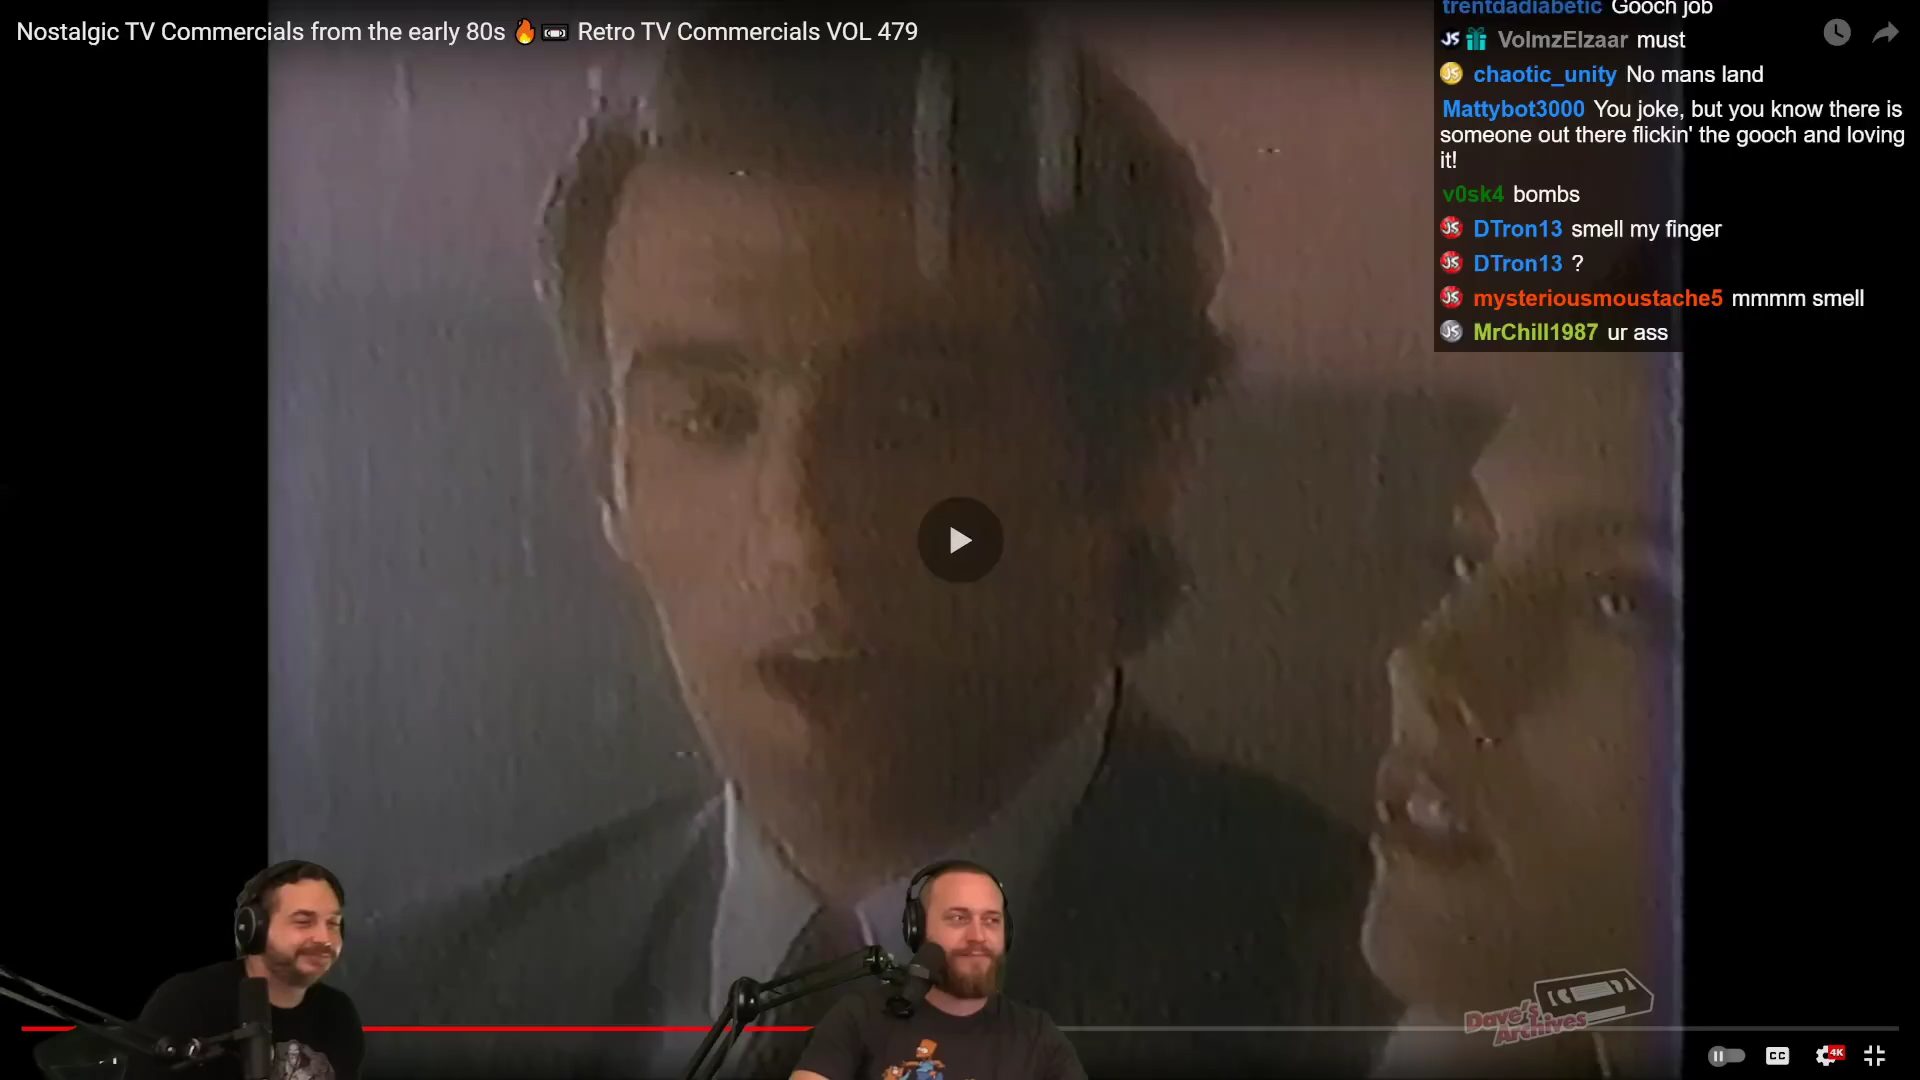 Nostalgic TV Commercials from the early 80s 🔥📼 Retro TV Commercials VOL 479
trentdadiabetic Gooch job
VolmzElzaar must
chaotic_unity No mans land
Mattybot3000 You joke, but you know there is
someone out there flickin' the gooch and loving
it!
v0sk4 bombs
DTron13 smell my finger
DTron13 ?
mysteriousmoustache5 mmmm smell
MrChill1987 ur ass
Dave's
Archives
CC
4K